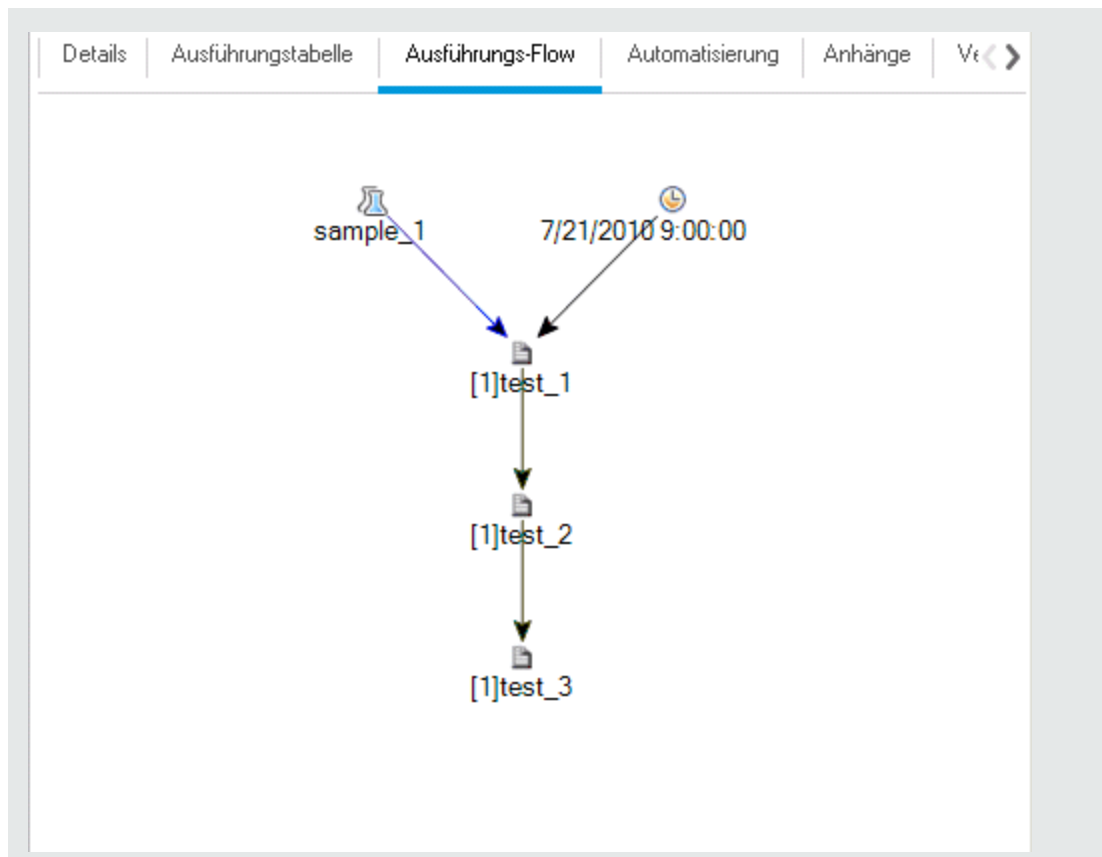 Details Ausführungstabelle Ausführungs-Flow Automatisierung Anhänge
sample_1 7/21/2010 9:00:00
[1]test_1
[1]test_2
[1]test_3